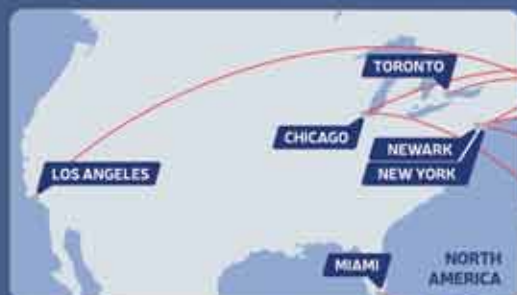 TORONTO
CHICAGO
NEWARK
NEW YORK
LOS ANGELES
MIAMI
NORTH
AMERICA